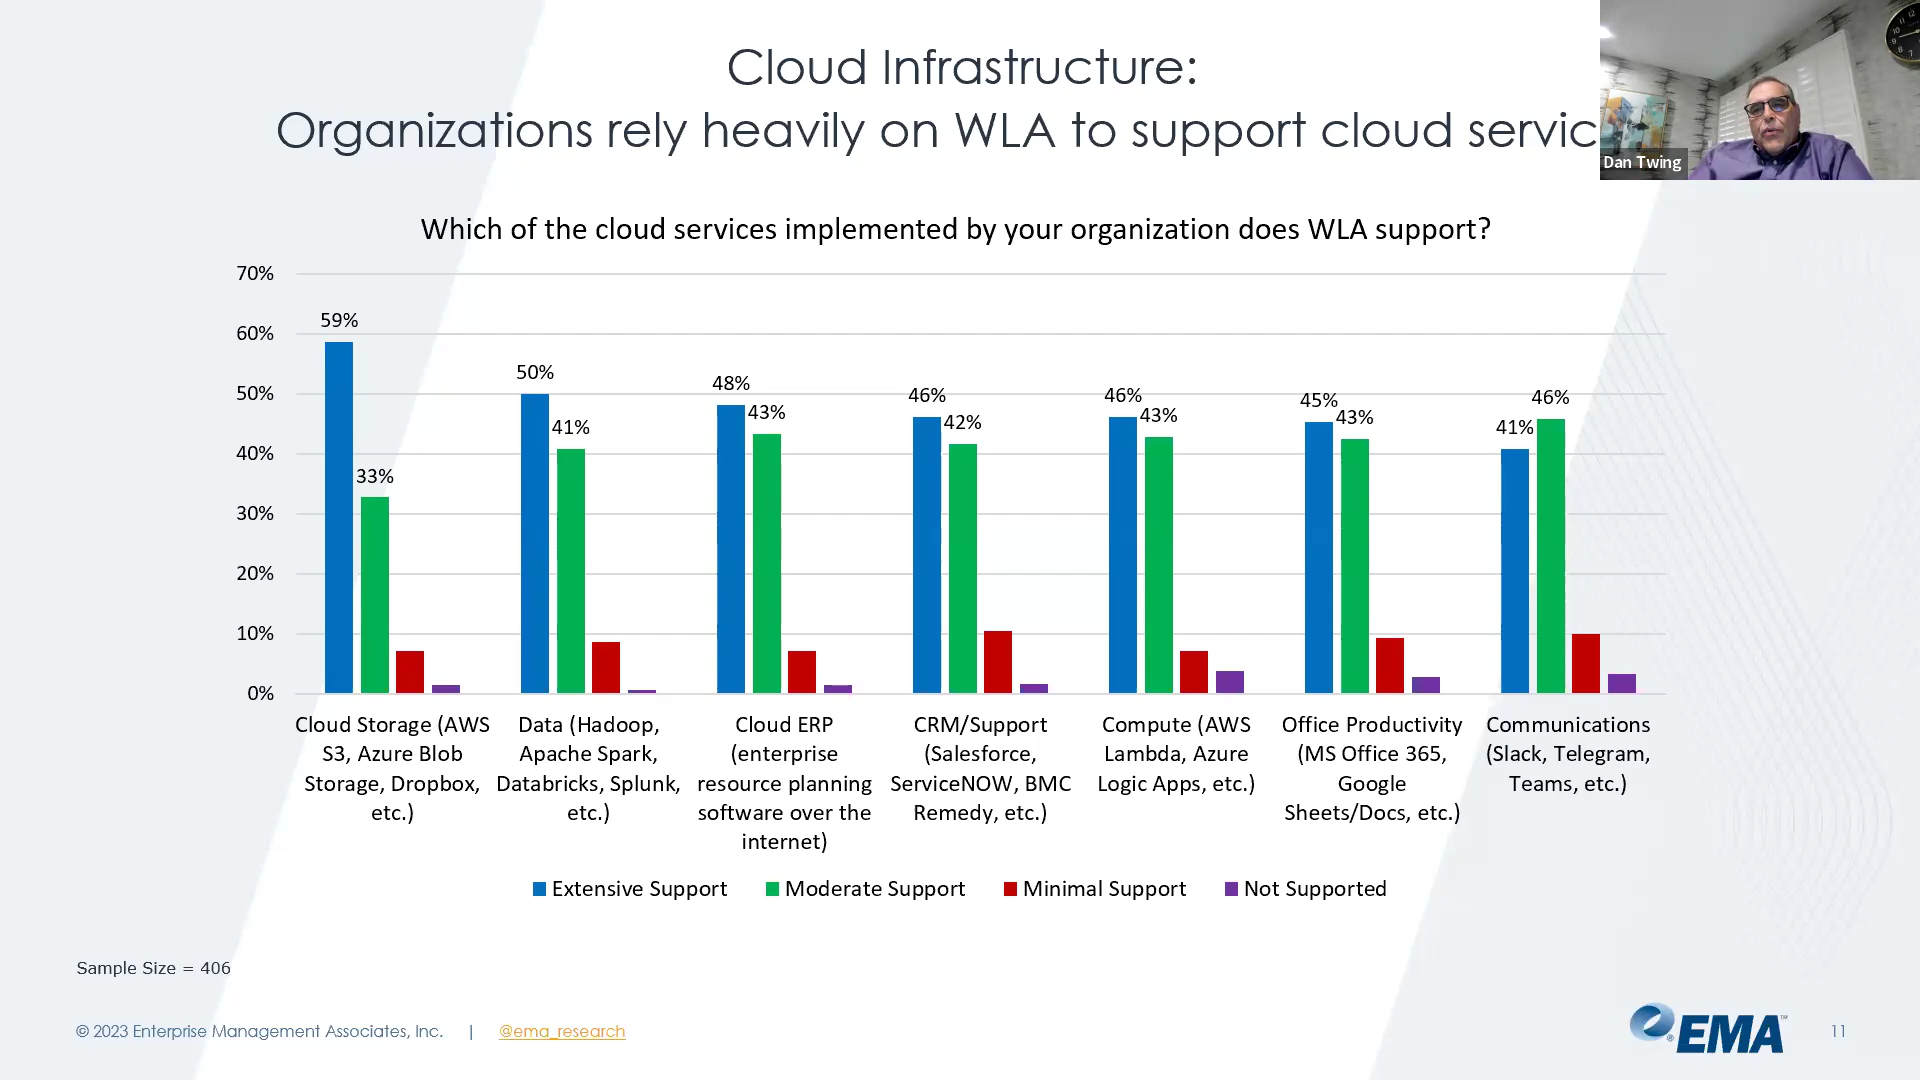 Cloud Infrastructure:
Organizations rely heavily on WLA to support cloud servic
Dan Twing
Which of the cloud services implemented by your organization does WLA support?
70%
60%
50%
40%
30%
20%
10%
0%
59%
33%
50%
41%
48%
43%
46%
42%
46%
43%
45%
43%
41%
46%
Cloud Storage (AWS
S3, Azure Blob
Storage, Dropbox,
etc.)
Data (Hadoop,
Apache Spark,
Databricks, Splunk,
etc.)
Cloud ERP
(enterprise
resource planning
software over the
internet)
CRM/Support
(Salesforce,
ServiceNOW, BMC
Remedy, etc.)
Compute (AWS
Lambda, Azure
Logic Apps, etc.)
Office Productivity
(MS Office 365,
Google
Sheets/Docs, etc.)
Communications
(Slack, Telegram,
Teams, etc.)
Extensive Support
Moderate Support
Minimal Support
Not Supported
Sample Size = 406
© 2023 Enterprise Management Associates, Inc. | @ema_research
EMA™
11